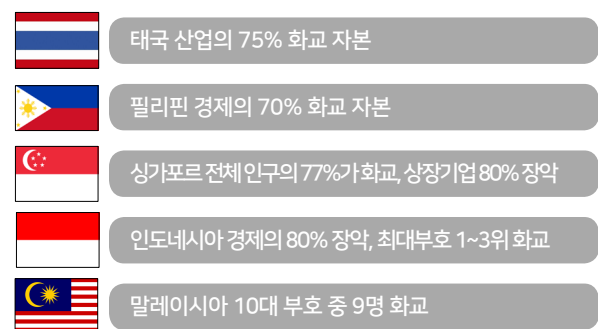 태국 산업의 75% 화교 자본
필리핀 경제의 70% 화교 자본
싱가포르 전체 인구의 77%가 화교, 상장기업 80% 장악
인도네시아 경제의 80% 장악, 최대부호 1~3위 화교
말레이시아 10대 부호 중 9명 화교